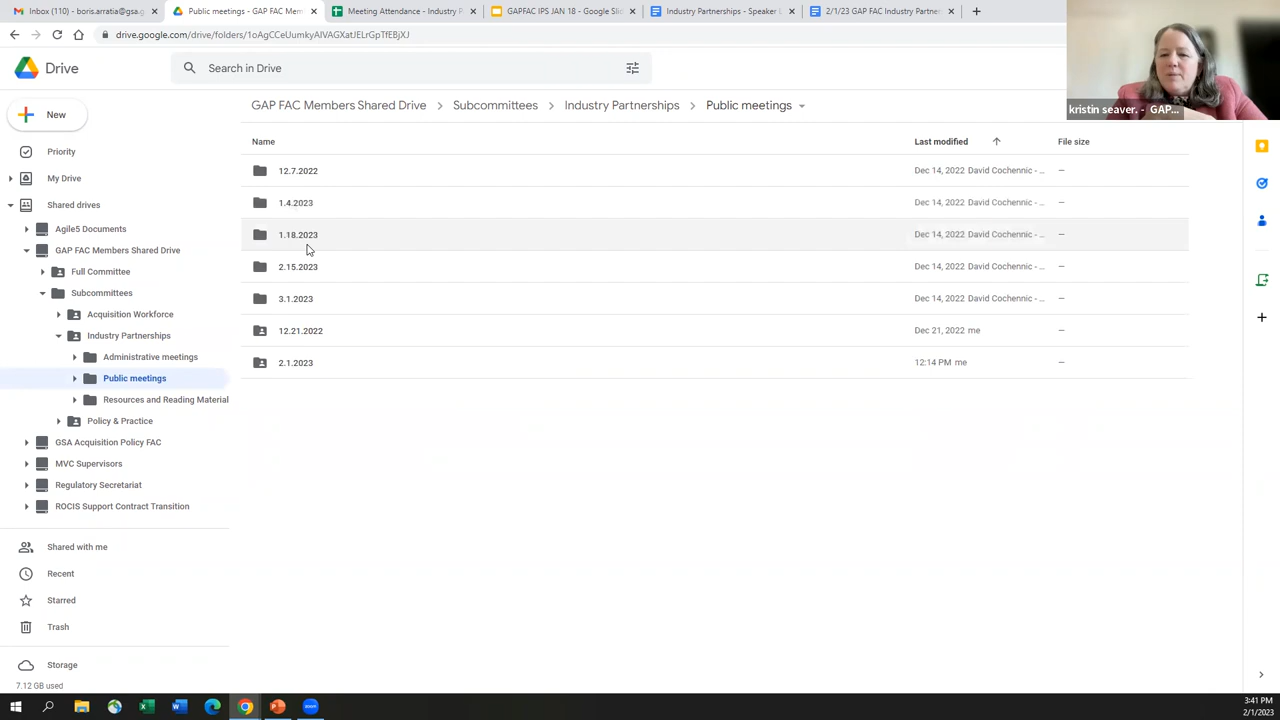 Inbox (110) - boris.arratia@gsa.g
Public meetings - GAP FAC Mem
Meeting Attendance - Industry P
GAPFAC IPS JAN 18 - Google Slid
Industry Partnerships - Speaker l
2/1/23 GAP FAC Industry Partne
drive.google.com/drive/folders/1oAgCCeUumkyAIVAGXatJELrGpTfEBjXJ
Drive
Search in Drive
kristin seaver. - GAP...
New
GAP FAC Members Shared Drive
Subcommittees
Industry Partnerships
Public meetings
Name
Last modified
File size
12.7.2022
Dec 14, 2022 David Cochennic - ...
–
1.4.2023
Dec 14, 2022 David Cochennic - ...
–
1.18.2023
Dec 14, 2022 David Cochennic - ...
–
2.15.2023
Dec 14, 2022 David Cochennic - ...
–
3.1.2023
Dec 14, 2022 David Cochennic - ...
–
12.21.2022
Dec 21, 2022 me
–
2.1.2023
12:14 PM me
–
Priority
My Drive
Shared drives
Agile5 Documents
GAP FAC Members Shared Drive
Full Committee
Subcommittees
Acquisition Workforce
Industry Partnerships
Administrative meetings
Public meetings
Resources and Reading Material
Policy & Practice
GSA Acquisition Policy FAC
MVC Supervisors
Regulatory Secretariat
ROCIS Support Contract Transition
Shared with me
Recent
Starred
Trash
Storage
7.12 GB used
3:41 PM
2/1/2023